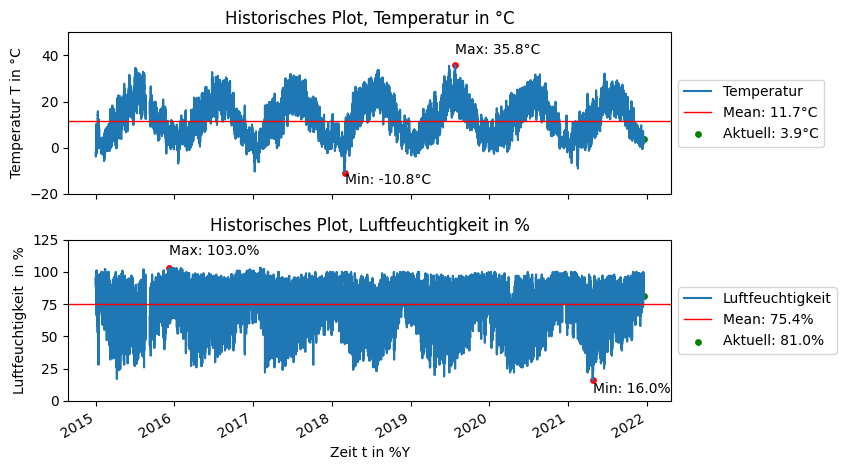 Historisches Plot, Temperatur in °C
Temperatur T in °C
40
20
0
−20
Max: 35.8°C
Min: -10.8°C
Temperatur
Mean: 11.7°C
Aktuell: 3.9°C
Historisches Plot, Luftfeuchtigkeit in %
Luftfeuchtigkeit  in %
125
100
75
50
25
0
Max: 103.0%
Min: 16.0%
Luftfeuchtigkeit
Mean: 75.4%
Aktuell: 81.0%
2015
2016
2017
2018
2019
2020
2021
2022
Zeit t in %Y